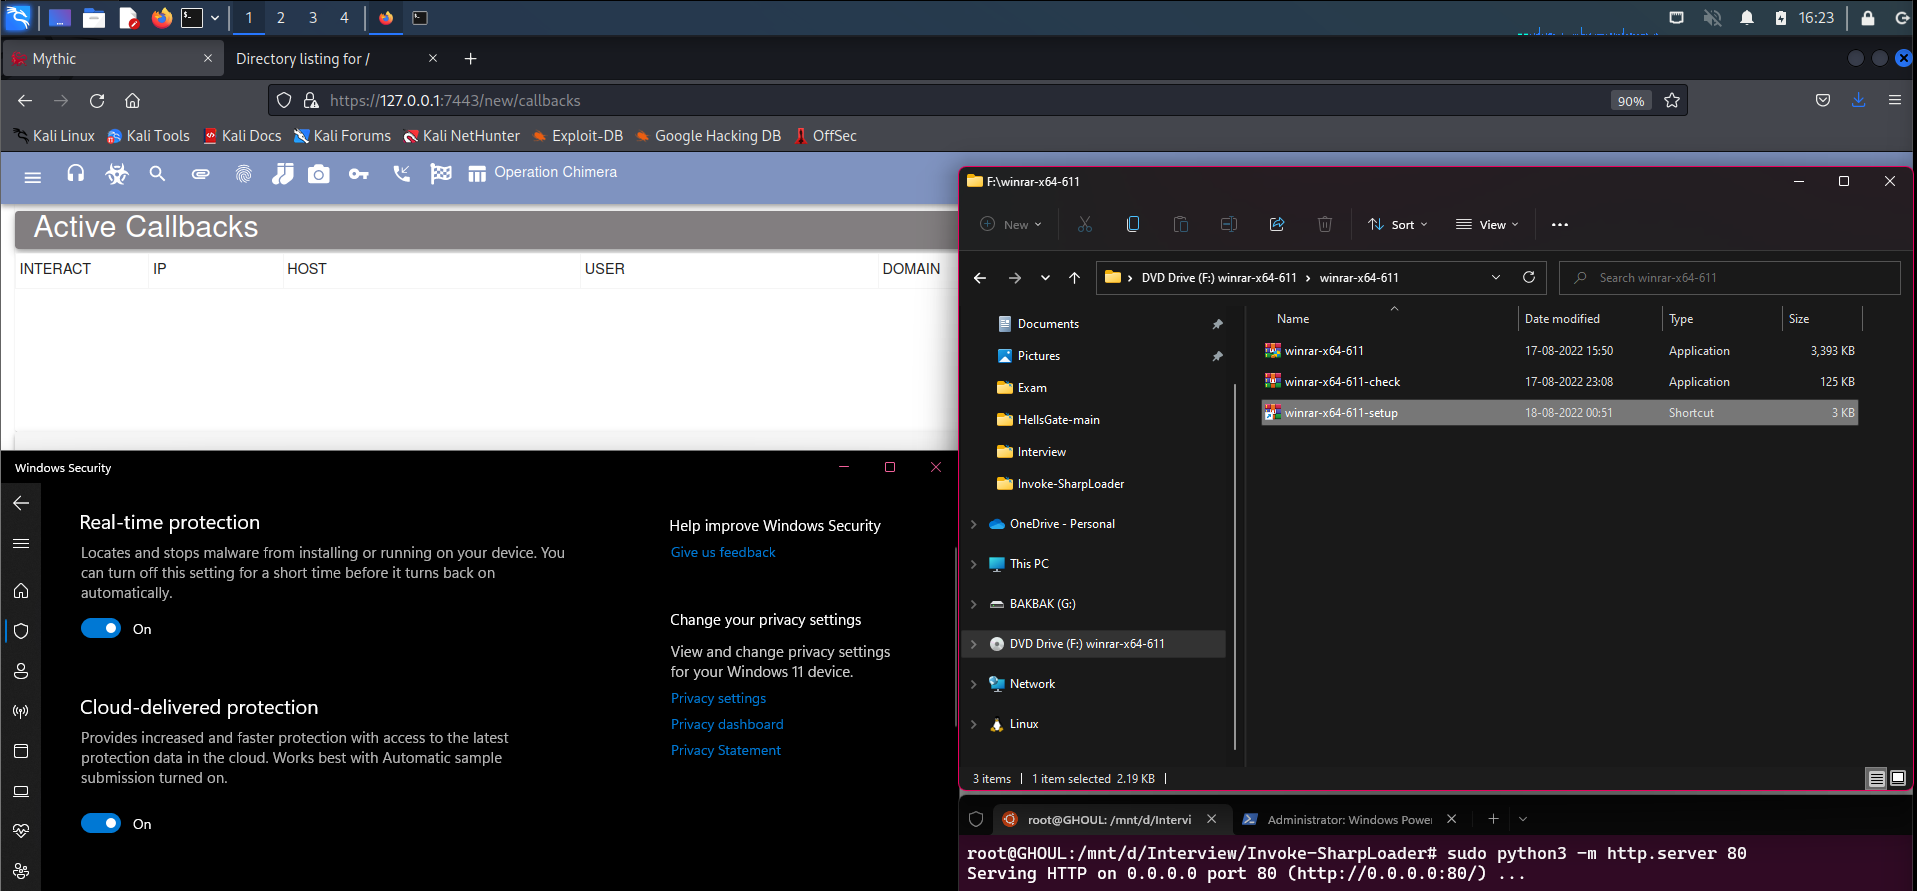 1 2 3 4 16:23
Mythic Directory listing for /
https://127.0.0.1:7443/new/callbacks 90%
Kali Linux Kali Tools Kali Docs Kali Forums Kali NetHunter Exploit-DB Google Hacking DB OffSec
Operation Chimera
Active Callbacks
INTERACT IP HOST USER DOMAIN
Windows Security
Real-time protection
Locates and stops malware from installing or running on your device. You
can turn off this setting for a short time before it turns back on
automatically.
On
Cloud-delivered protection
Provides increased and faster protection with access to the latest
protection data in the cloud. Works best with Automatic sample
submission turned on.
On
Help improve Windows Security
Give us feedback
Change your privacy settings
View and change privacy settings
for your Windows 11 device.
Privacy settings
Privacy dashboard
Privacy Statement
F:\winrar-x64-611
New Sort View
DVD Drive (F:) winrar-x64-611 winrar-x64-611 Search winrar-x64-611
Documents
Pictures
Exam
HellsGate-main
Interview
Invoke-SharpLoader
OneDrive - Personal
This PC
BAKBAK (G:)
DVD Drive (F:) winrar-x64-611
Network
Linux
Name Date modified Type Size
winrar-x64-611 17-08-2022 15:50 Application 3,393 KB
winrar-x64-611-check 17-08-2022 23:08 Application 125 KB
winrar-x64-611-setup 18-08-2022 00:51 Shortcut 3 KB
3 items 1 item selected 2.19 KB
root@GHOUL: /mnt/d/Intervi Administrator: Windows Power
root@GHOUL:/mnt/d/Interview/Invoke-SharpLoader# sudo python3 -m http.server 80
Serving HTTP on 0.0.0.0 port 80 (http://0.0.0.0:80/) ...